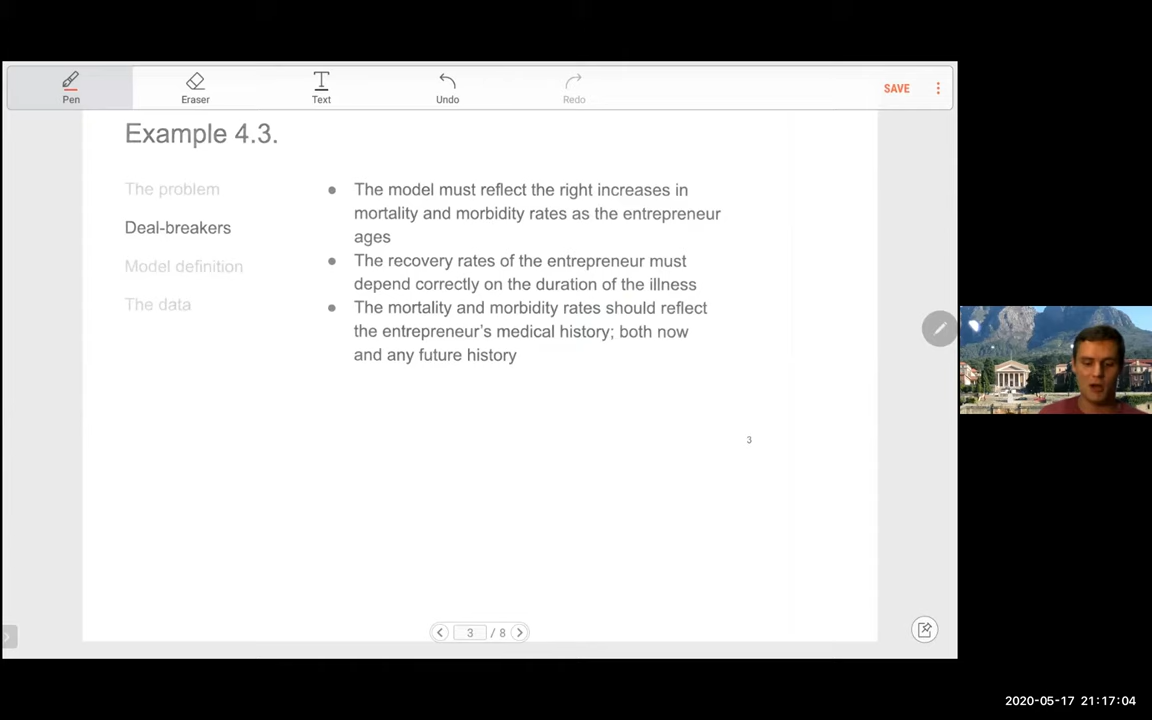 Pen
Eraser
Text
Undo
Redo
SAVE
Example 4.3.
The problem
Deal-breakers
Model definition
The data
● The model must reflect the right increases in
mortality and morbidity rates as the entrepreneur
ages
● The recovery rates of the entrepreneur must
depend correctly on the duration of the illness
● The mortality and morbidity rates should reflect
the entrepreneur's medical history; both now
and any future history
3
3 / 8
2020-05-17 21:17:04